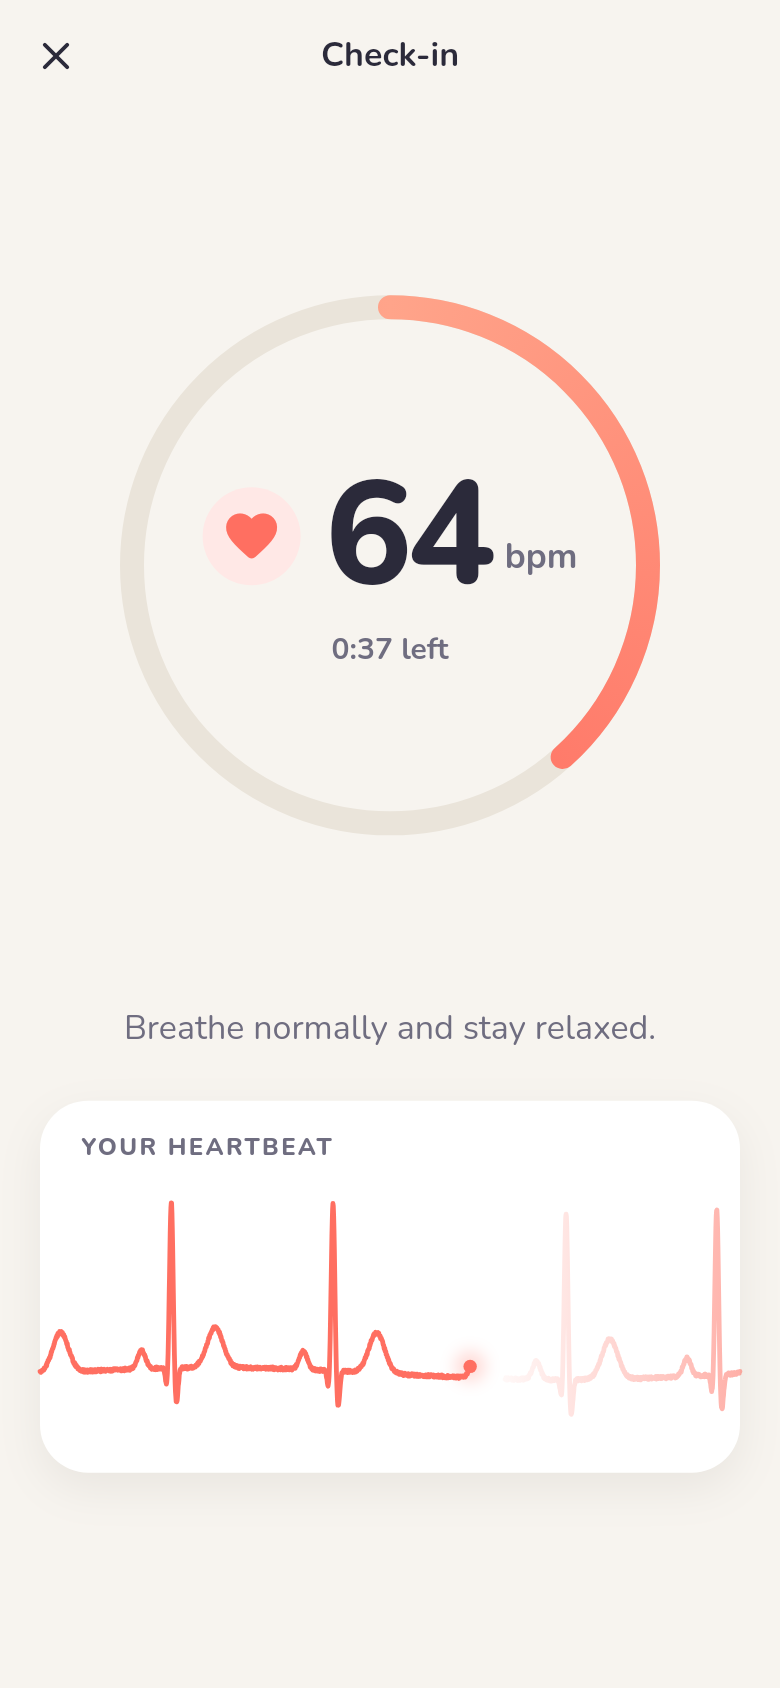 Check-in
64 bpm
0:37 left
Breathe normally and stay relaxed.
YOUR HEARTBEAT